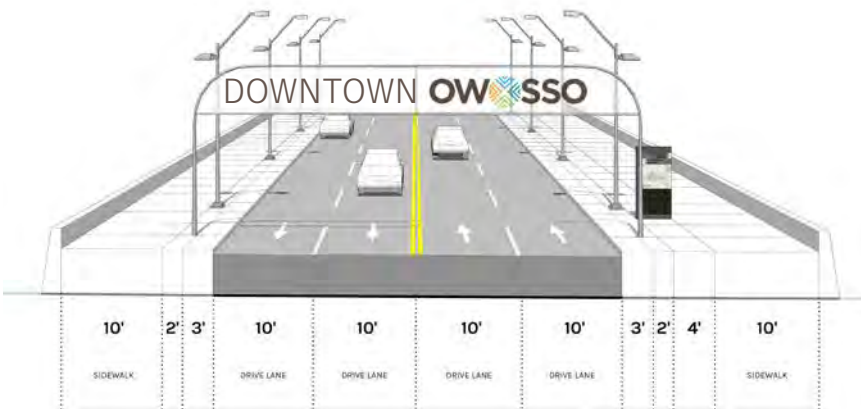 DOWNTOWN OWOSSO
10' 2' 3' 10' 10' 10' 10' 3' 2' 4' 10'
SIDEWALK DRIVE LANE DRIVE LANE DRIVE LANE DRIVE LANE SIDEWALK